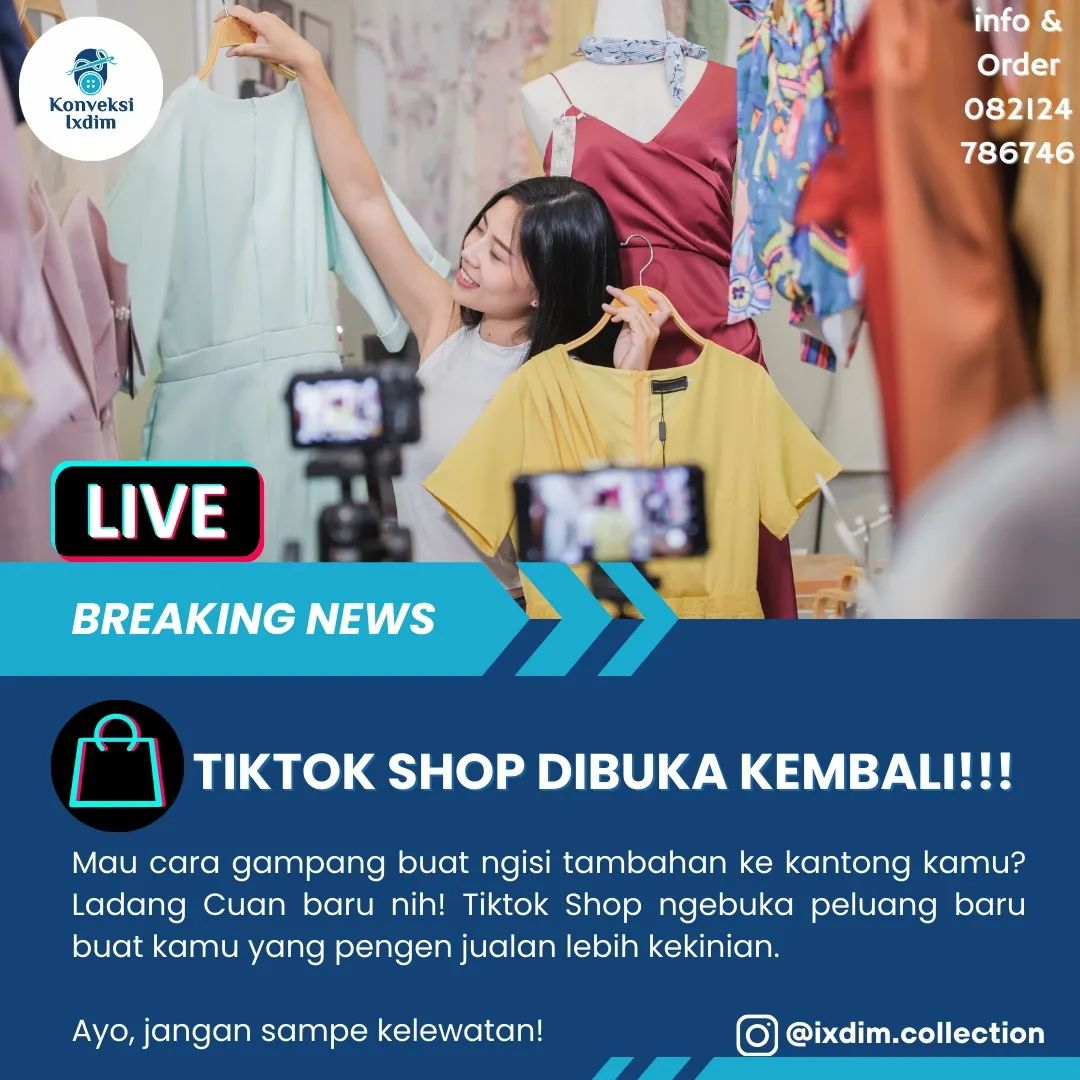 Konveksi
Ixdim
info &
Order
082124
786746
LIVE
BREAKING NEWS
TIKTOK SHOP DIBUKA KEMBALI!!!
Mau cara gampang buat ngisi tambahan ke kantong kamu?
Ladang Cuan baru nih! Tiktok Shop ngebuka peluang baru
buat kamu yang pengen jualan lebih kekinian.
Ayo, jangan sampe kelewatan!
@ixdim.collection